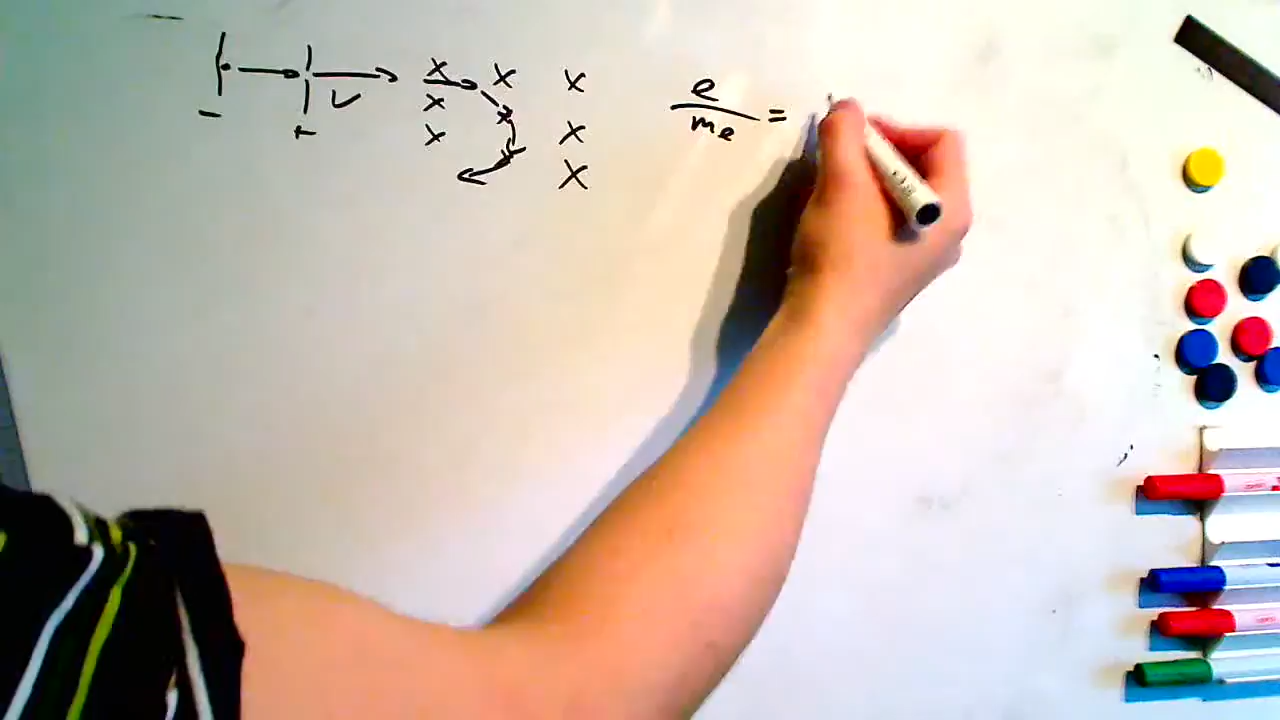 - + v
x x x
x x x
x x X
e/me =